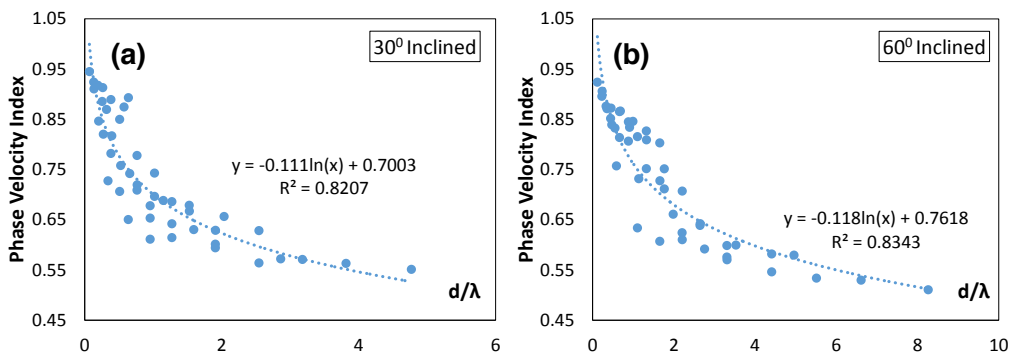 (a)
30⁰ Inclined
Phase Velocity Index
1.05
0.95
0.85
0.75
0.65
0.55
0.45
y = -0.111ln(x) + 0.7003
R² = 0.8207
d/λ
0
2
4
6
(b)
60⁰ Inclined
Phase Velocity Index
1.05
0.95
0.85
0.75
0.65
0.55
0.45
y = -0.118ln(x) + 0.7618
R² = 0.8343
d/λ
0
2
4
6
8
10